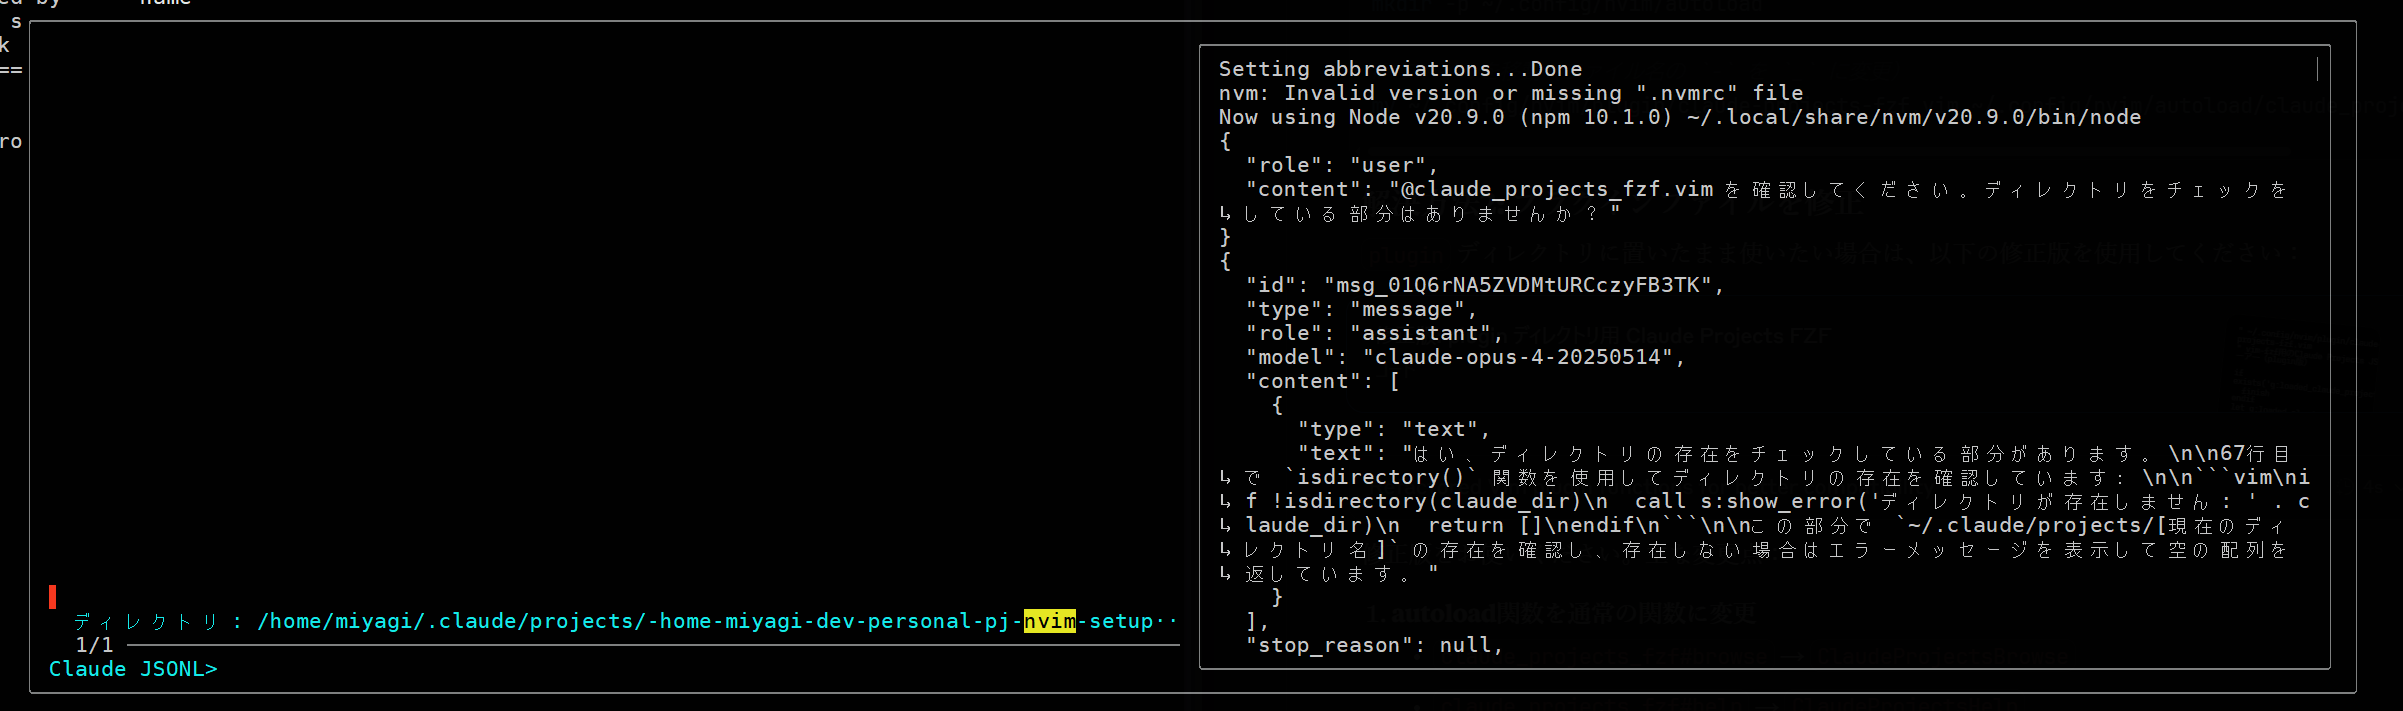 s
k
==
ro
Setting abbreviations...Done
nvm: Invalid version or missing ".nvmrc" file
Now using Node v20.9.0 (npm 10.1.0) ~/.local/share/nvm/v20.9.0/bin/node
{
  "role": "user",
  "content": "@claude_projects_fzf.vim を確認してください。ディレクトリをチェックを
↳ している部分はありませんか？"
}
{
  "id": "msg_01Q6rNA5ZVDMtURCczyFB3TK",
  "type": "message",
  "role": "assistant",
  "model": "claude-opus-4-20250514",
  "content": [
    {
      "type": "text",
      "text": "はい、ディレクトリの存在をチェックしている部分があります。\n\n67行目
↳ で `isdirectory()` 関数を使用してディレクトリの存在を確認しています: \n\n```vim\ni
↳ f !isdirectory(claude_dir)\n  call s:show_error('ディレクトリが存在しません: ' . c
↳ laude_dir)\n  return []\nendif\n```\n\nこの部分で `~/.claude/projects/[現在のディ
↳ レクトリ名]` の存在を確認し、存在しない場合はエラーメッセージを表示して空の配列を
↳ 返しています。"
    }
  ],
  "stop_reason": null,
ディレクトリ: /home/miyagi/.claude/projects/-home-miyagi-dev-personal-pj-nvim-setup··
1/1
Claude JSONL>